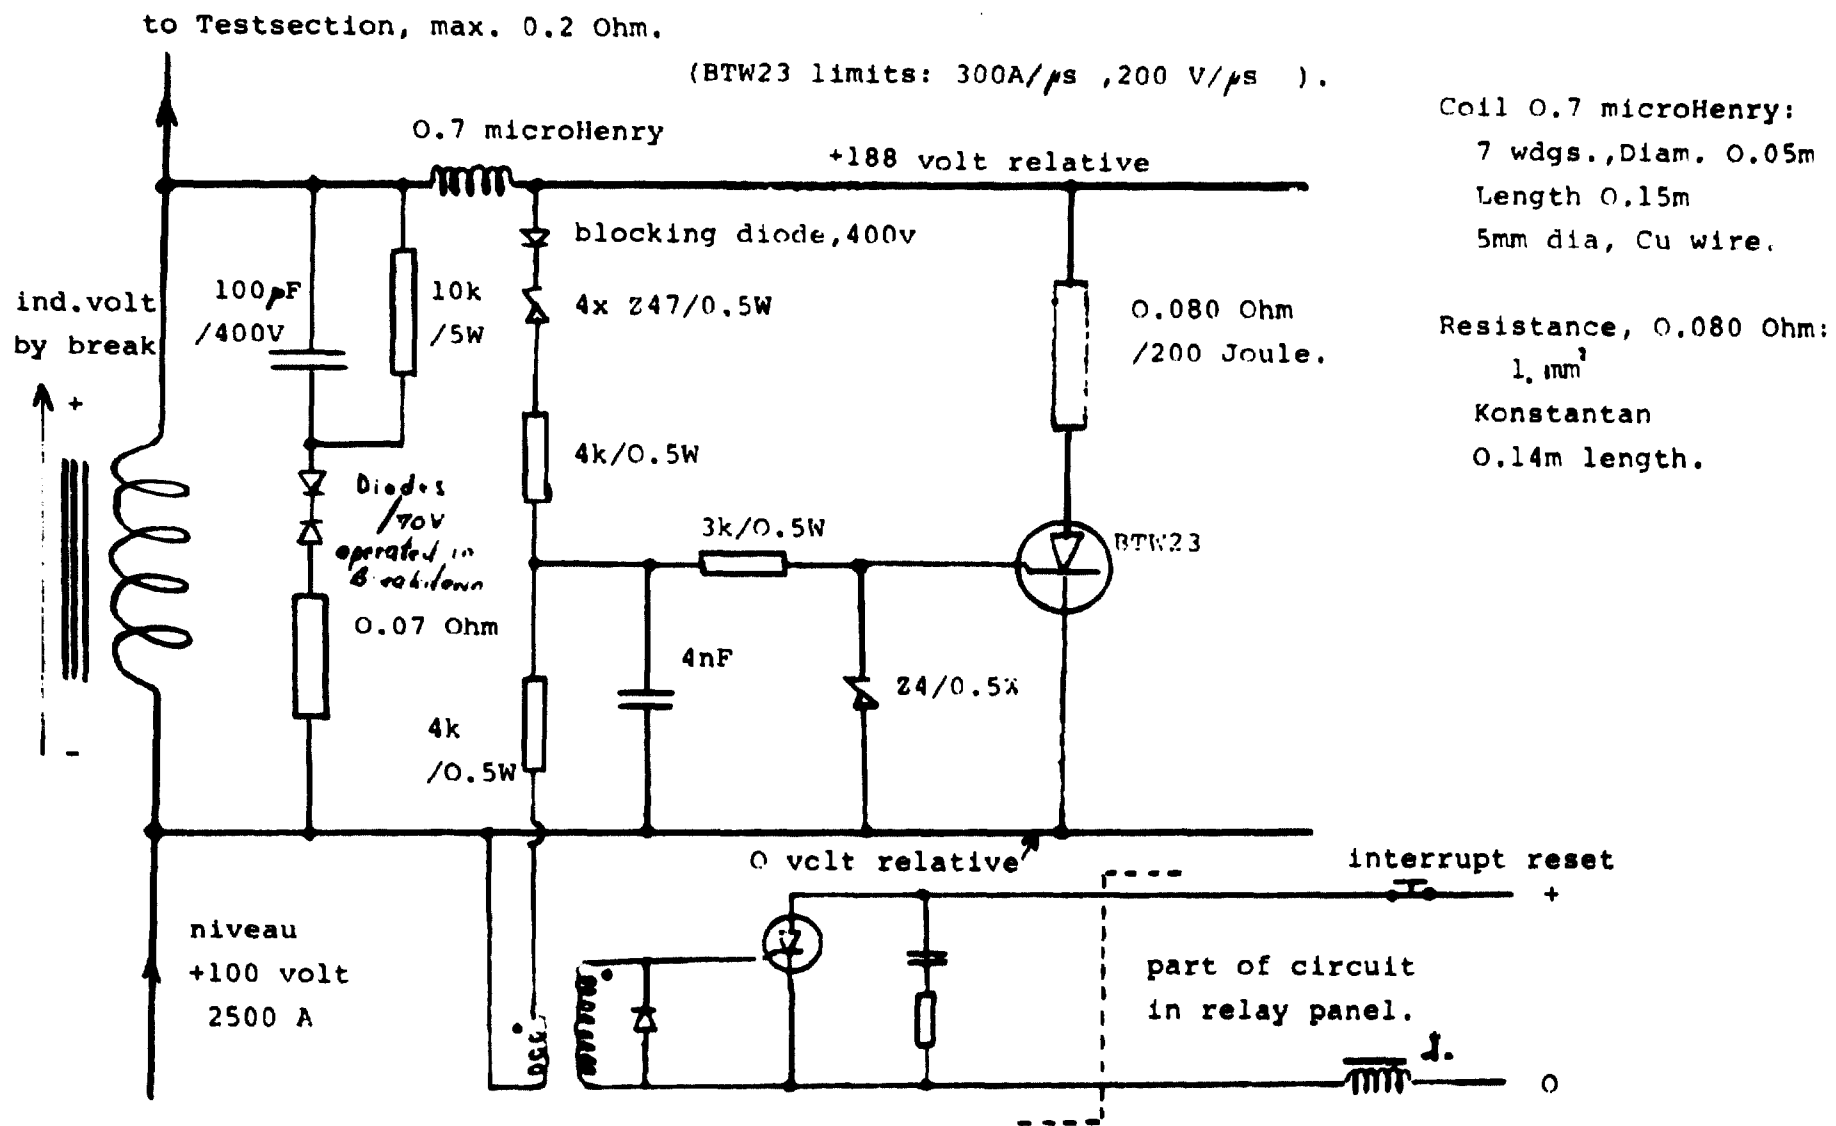 to Testsection, max. 0.2 Ohm.
(BTW23 limits: 300A/µs ,200 V/µs ).
Coil 0.7 microHenry:
7 wdgs.,Diam. 0.05m
Length 0.15m
5mm dia, Cu wire.
0.7 microHenry
+188 volt relative
blocking diode,400v
ind.volt
by break
+
-
100µF
/400V
10k
/5W
4x Z47/0.5W
0.080 Ohm
/200 Joule.
Resistance, 0.080 Ohm:
1. mm²
Konstantan
0.14m length.
4k/0.5W
Diodes
/70V
operated in
Breakdown
3k/0.5W
BTW23
0.07 Ohm
4nF
Z4/0.5W
4k
/0.5W
0 volt relative
interrupt reset
+
niveau
+100 volt
2500 A
part of circuit
in relay panel.
0